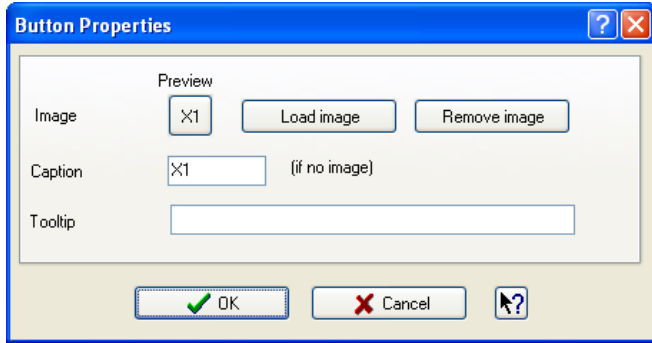 Button Properties
Preview
Image X1 Load image Remove image
Caption X1 (if no image)
Tooltip
OK Cancel ?